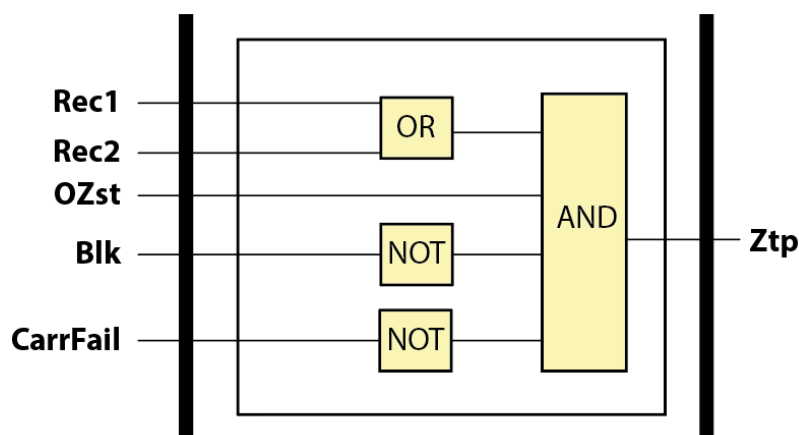 Rec1
OR
Rec2
OZst
AND
Blk
NOT
Ztp
CarrFail
NOT